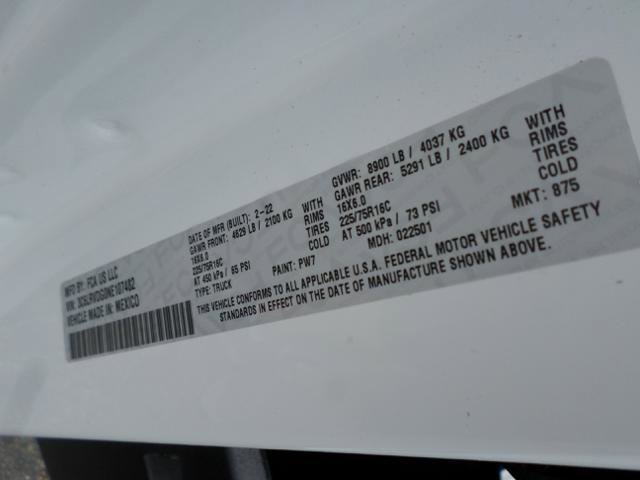 MFD BY: FCA US LLC
DATE OF MFR (BUILT): 2-22
GVWR: 8900 LB / 4037 KG
GAWR FRONT: 4629 LB / 2100 KG WITH
16X6.0 RIMS
225/75R16C TIRES
AT 450 kPa / 65 PSI COLD
GAWR REAR: 5291 LB / 2400 KG WITH
16X6.0 RIMS
225/75R16C TIRES
AT 500 kPa / 73 PSI COLD
VIN:
VEHICLE MADE IN: MEXICO
TYPE: TRUCK
PAINT: PW7
MDH: 022501
MKT: 875
THIS VEHICLE CONFORMS TO ALL APPLICABLE U.S.A. FEDERAL MOTOR VEHICLE SAFETY
STANDARDS IN EFFECT ON THE DATE OF MANUFACTURE SHOWN ABOVE.